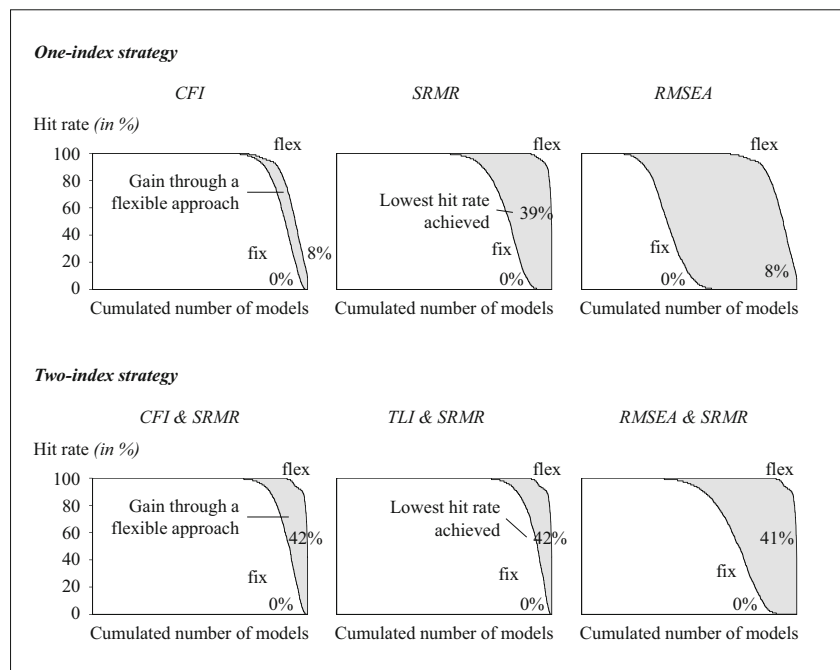 One-index strategy
CFI SRMR RMSEA
Hit rate (in %)
flex flex flex
100
80
60
40
20
0
Gain through a
flexible approach
fix
0%
8%
Lowest hit rate
achieved
39%
fix
0%
fix
0%
8%
Cumulated number of models Cumulated number of models Cumulated number of models
Two-index strategy
CFI & SRMR TLI & SRMR RMSEA & SRMR
Hit rate (in %)
flex flex flex
100
80
60
40
20
0
Gain through a
flexible approach
42%
fix
0%
Lowest hit rate
achieved
42%
fix
0%
41%
fix
0%
Cumulated number of models Cumulated number of models Cumulated number of models